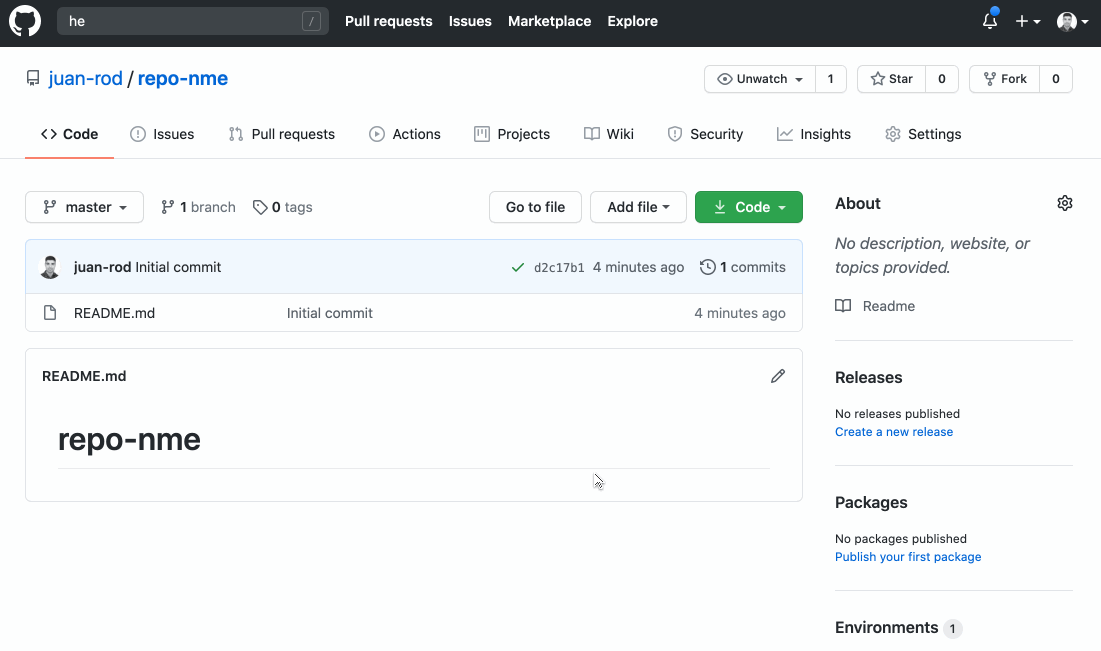 he / Pull requests Issues Marketplace Explore
juan-rod / repo-nme Unwatch 1 Star 0 Fork 0
Code Issues Pull requests Actions Projects Wiki Security Insights Settings
master 1 branch 0 tags Go to file Add file Code
juan-rod Initial commit d2c17b1 4 minutes ago 1 commits
README.md Initial commit 4 minutes ago
README.md
repo-nme
About
No description, website, or
topics provided.
Readme
Releases
No releases published
Create a new release
Packages
No packages published
Publish your first package
Environments 1